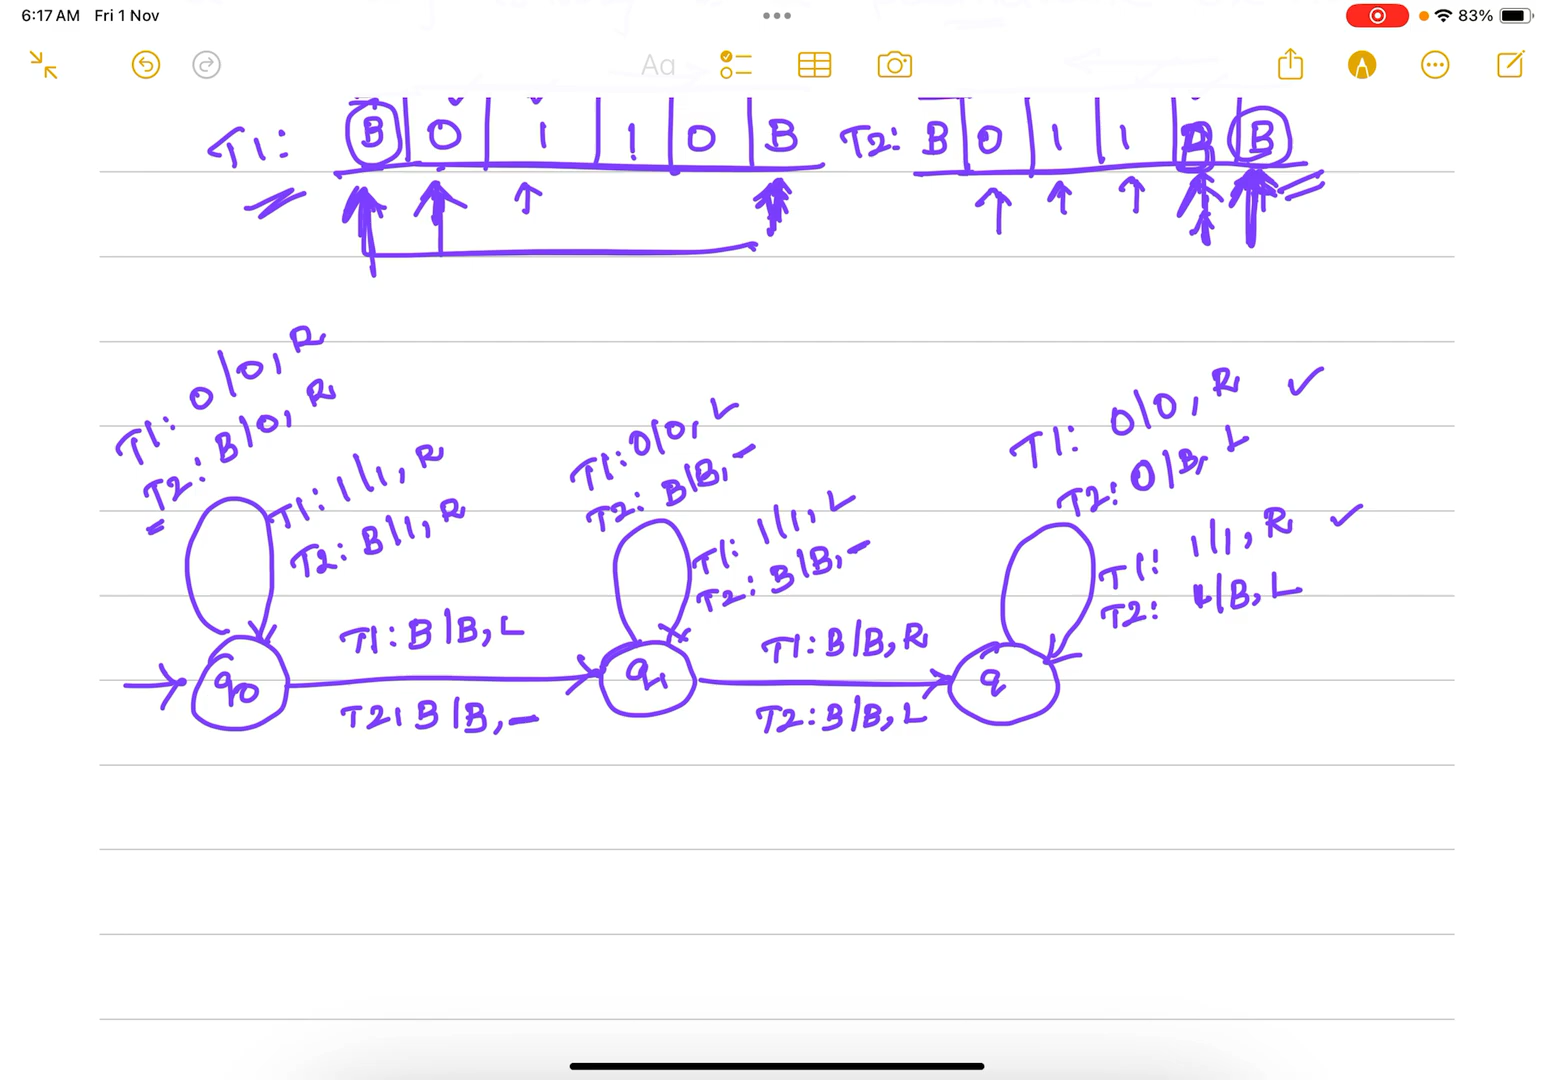 6:17 AM Fri 1 Nov
83%
Aa
T1: B 0 1 1 0 B T2: B 0 1 1 B B
T1: 0/0, R
T2: B/0, R
T1: 1/1, R
T2: B/1, R
T1: 0/0, L
T2: B/B, -
T1: 1/1, L
T2: B/B, -
T1: 0/0, R ✓
T2: 0/B, L
T1: 1/1, R ✓
T2: 1/B, L
T1: B/B, L
T2: B/B, -
T1: B/B, R
T2: B/B, L
q0 q1 q